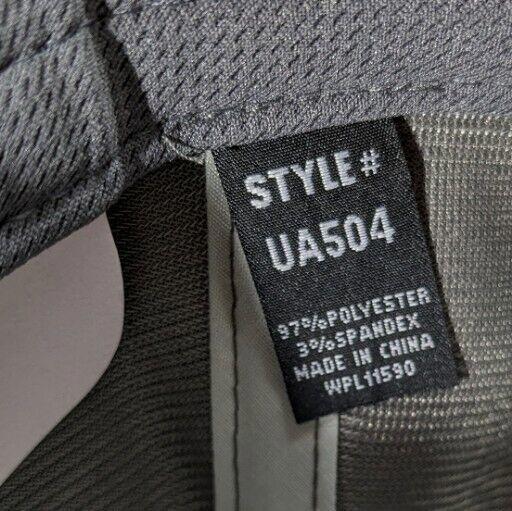 STYLE#
UA504
97%POLYESTER
3%SPANDEX
MADE IN CHINA
WPL11590